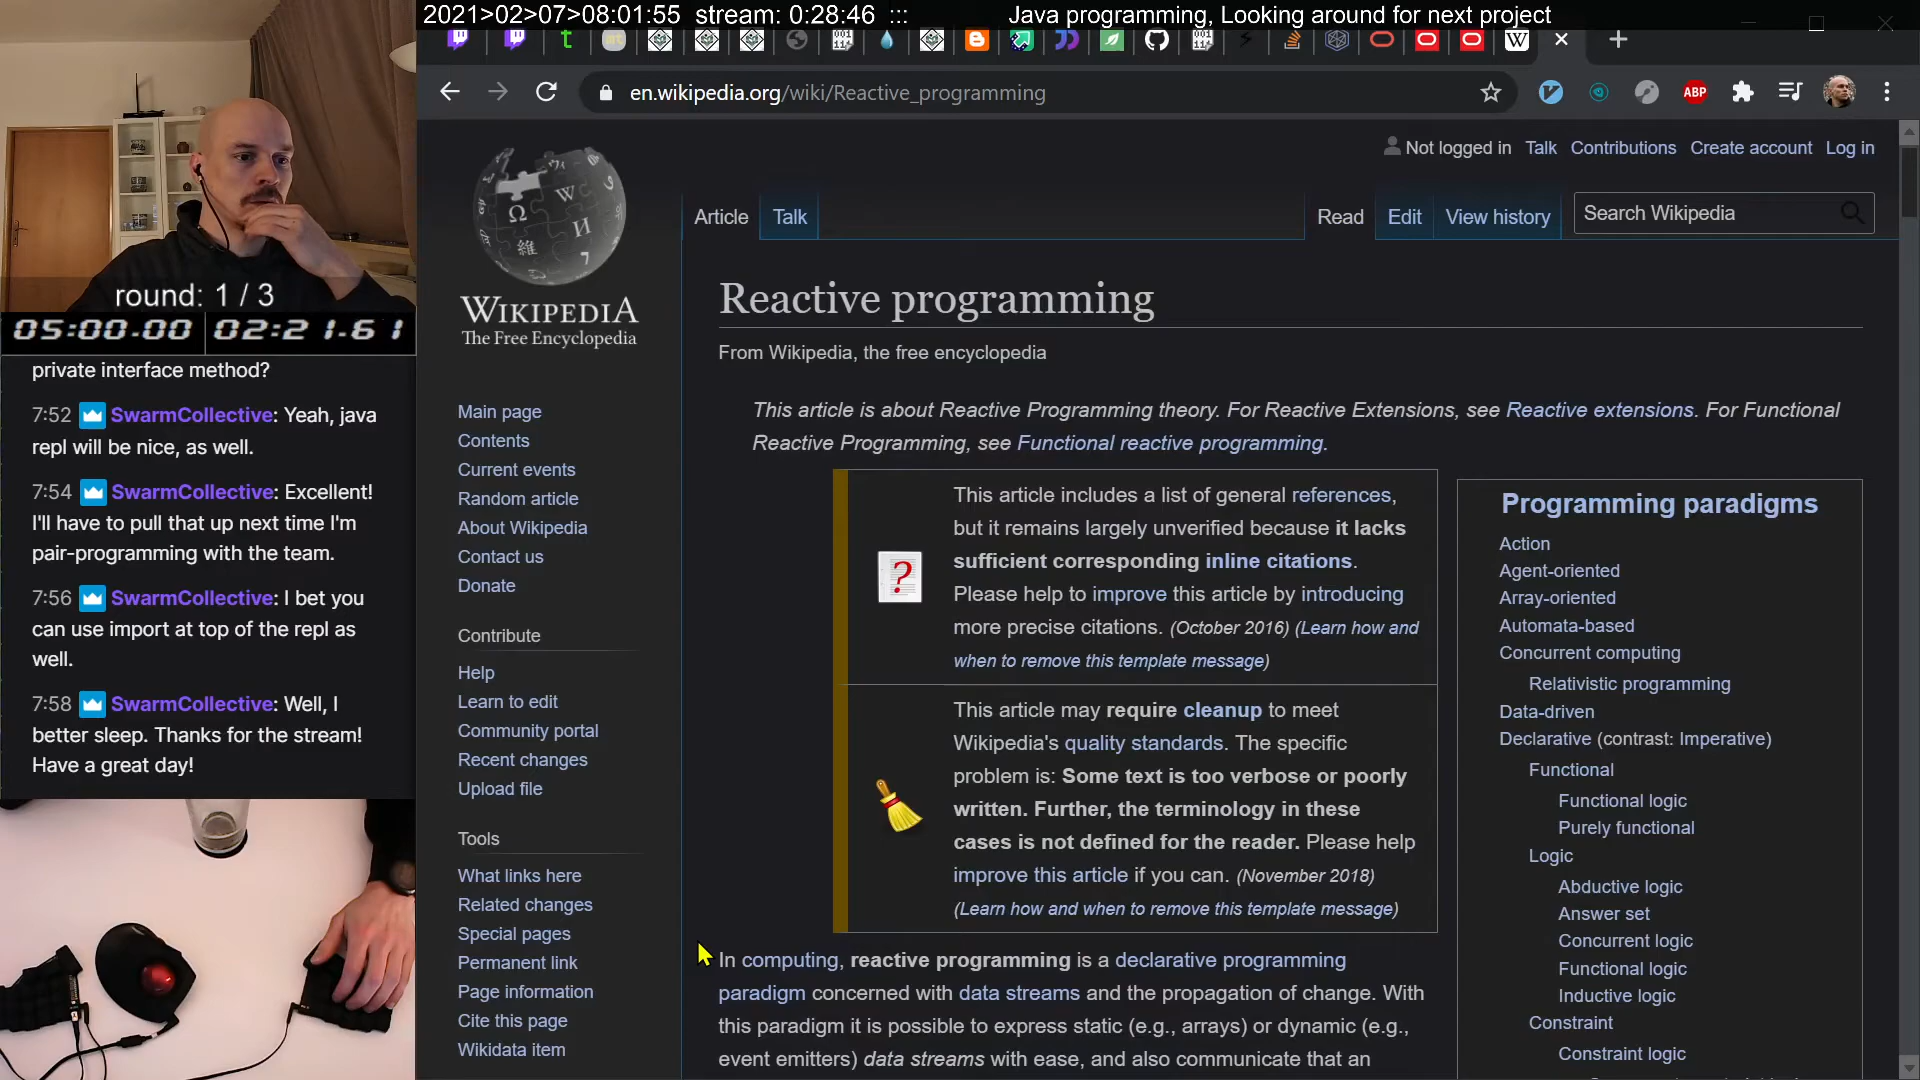 2021>02>07>08:01:55 stream: 0:28:46 ::: Java programming, Looking around for next project
en.wikipedia.org/wiki/Reactive_programming
ABP
round: 1 / 3
05:00.00 02:21.61
private interface method?
7:52 SwarmCollective: Yeah, java
repl will be nice, as well.
7:54 SwarmCollective: Excellent!
I'll have to pull that up next time I'm
pair-programming with the team.
7:56 SwarmCollective: I bet you
can use import at top of the repl as
well.
7:58 SwarmCollective: Well, I
better sleep. Thanks for the stream!
Have a great day!
WIKIPEDIA
The Free Encyclopedia
Main page
Contents
Current events
Random article
About Wikipedia
Contact us
Donate
Contribute
Help
Learn to edit
Community portal
Recent changes
Upload file
Tools
What links here
Related changes
Special pages
Permanent link
Page information
Cite this page
Wikidata item
Not logged in Talk Contributions Create account Log in
Article Talk Read Edit View history Search Wikipedia
Reactive programming
From Wikipedia, the free encyclopedia
This article is about Reactive Programming theory. For Reactive Extensions, see Reactive extensions. For Functional
Reactive Programming, see Functional reactive programming.
This article includes a list of general references,
but it remains largely unverified because it lacks
sufficient corresponding inline citations.
Please help to improve this article by introducing
more precise citations. (October 2016) (Learn how and
when to remove this template message)
This article may require cleanup to meet
Wikipedia's quality standards. The specific
problem is: Some text is too verbose or poorly
written. Further, the terminology in these
cases is not defined for the reader. Please help
improve this article if you can. (November 2018)
(Learn how and when to remove this template message)
In computing, reactive programming is a declarative programming
paradigm concerned with data streams and the propagation of change. With
this paradigm it is possible to express static (e.g., arrays) or dynamic (e.g.,
event emitters) data streams with ease, and also communicate that an
Programming paradigms
Action
Agent-oriented
Array-oriented
Automata-based
Concurrent computing
Relativistic programming
Data-driven
Declarative (contrast: Imperative)
Functional
Functional logic
Purely functional
Logic
Abductive logic
Answer set
Concurrent logic
Functional logic
Inductive logic
Constraint
Constraint logic